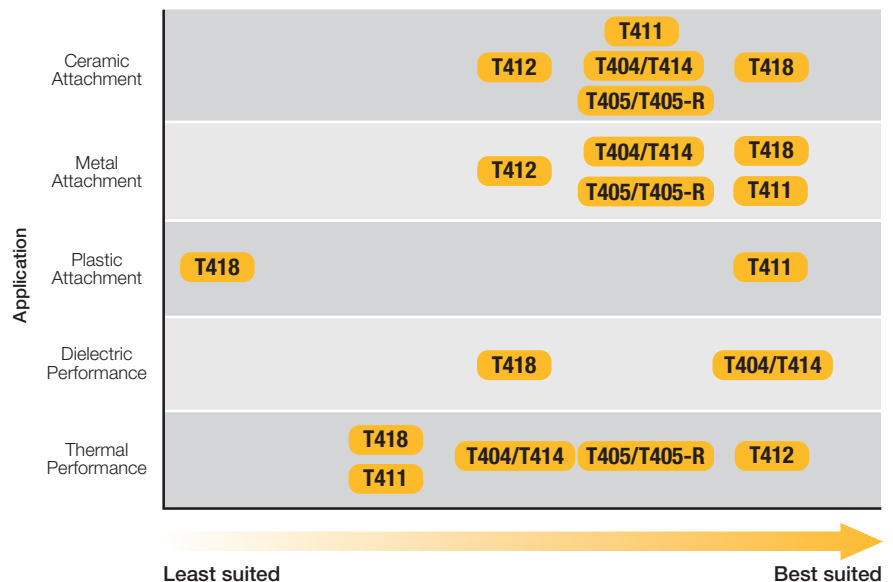 Application
Ceramic
Attachment
T412
T411
T404/T414
T405/T405-R
T418
Metal
Attachment
T412
T404/T414
T405/T405-R
T418
T411
Plastic
Attachment
T418
T411
Dielectric
Performance
T418
T404/T414
Thermal
Performance
T418
T411
T404/T414
T405/T405-R
T412
Least suited
Best suited